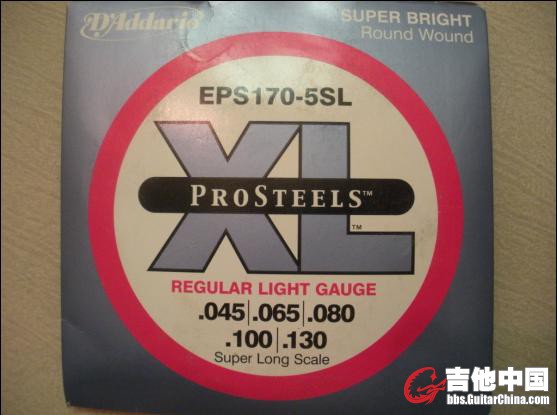 D'Addario
SUPER BRIGHT
Round Wound
EPS170-5SL
XL
PROSTEELS™
™
REGULAR LIGHT GAUGE
.045 .065 .080
.100 .130
Super Long Scale
吉他中国
bbs.GuitarChina.com